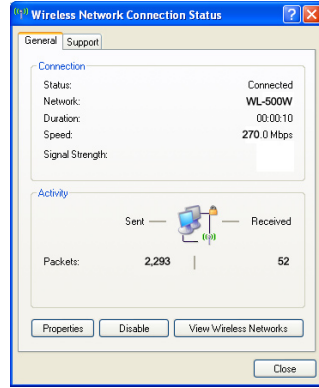 Wireless Network Connection Status
General Support
Connection
Status: Connected
Network: WL-500W
Duration: 00:00:10
Speed: 270.0 Mbps
Signal Strength:
Activity
Sent — — Received
Packets: 2,293 | 52
Properties Disable View Wireless Networks
Close